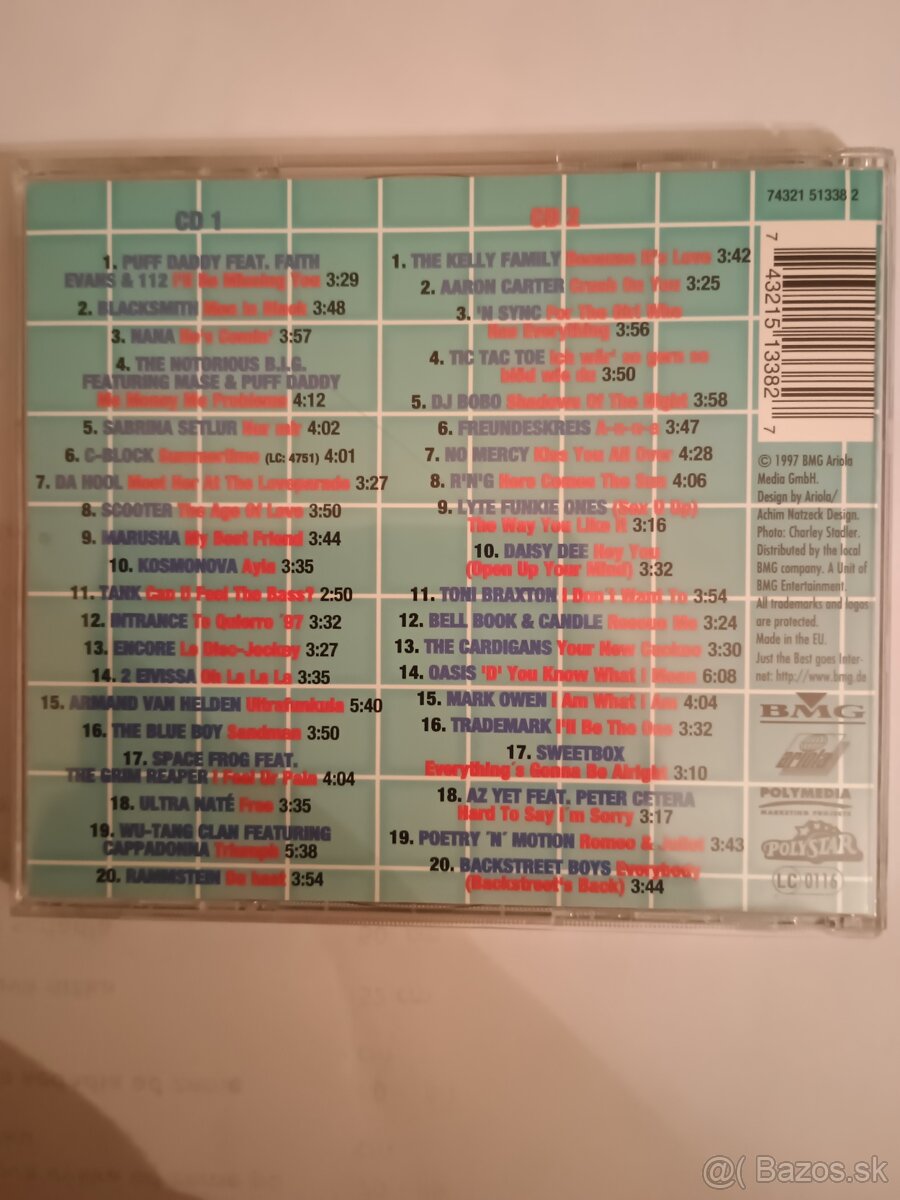 74321 51338 2
CD 1
1. PUFF DADDY FEAT. FAITH
EVANS & 112 I'll Be Missing You 3:29
2. BLACKSMITH Men In Black 3:48
3. NANA He's Comin' 3:57
4. THE NOTORIOUS B.I.G.
FEATURING MASE & PUFF DADDY
Mo Money Mo Problems 4:12
5. SABRINA SETLUR Nur mir 4:02
6. C-BLOCK Summertime (LC: 4751) 4:01
7. DA HOOL Meet Her At The Loveparade 3:27
8. SCOOTER The Age Of Love 3:50
9. MARUSHA My Best Friend 3:44
10. KOSMONOVA Ayla 3:35
11. TANK Can U Feel The Bass? 2:50
12. INTRANCE Te Quierro '97 3:32
13. ENCORE Le Disc-Jockey 3:27
14. 2 EIVISSA Oh La La La 3:35
15. ARMAND VAN HELDEN Ultrafunkula 5:40
16. THE BLUE BOY Sandman 3:50
17. SPACE FROG FEAT.
THE GRIM REAPER I Feel Ur Pain 4:04
18. ULTRA NATÉ Free 3:35
19. WU-TANG CLAN FEATURING
CAPPADONNA Triumph 5:38
20. RAMMSTEIN Du hast 3:54
CD 2
1. THE KELLY FAMILY Because It's Love 3:42
2. AARON CARTER Crush On You 3:25
3. 'N SYNC For The Girl Who
Has Everything 3:56
4. TIC TAC TOE Ich wär' so gern so
blöd wie du 3:50
5. DJ BOBO Shadows Of The Night 3:58
6. FREUNDESKREIS A-n-n-a 3:47
7. NO MERCY Kiss You All Over 4:28
8. R'N'G Here Comes The Sun 4:06
9. LYTE FUNKIE ONES (Sex U Up)
The Way You Like It 3:16
10. DAISY DEE Hey You
(Open Up Your Mind) 3:32
11. TONI BRAXTON I Don't Want To 3:54
12. BELL BOOK & CANDLE Rescue Me 3:24
13. THE CARDIGANS Your New Cuckoo 3:30
14. OASIS 'D' You Know What I Mean 6:08
15. MARK OWEN I Am What I Am 4:04
16. TRADEMARK I'll Be The One 3:32
17. SWEETBOX
Everything's Gonna Be Alright 3:10
18. AZ YET FEAT. PETER CETERA
Hard To Say I'm Sorry 3:17
19. POETRY 'N' MOTION Romeo & Juliet 3:43
20. BACKSTREET BOYS Everybody
(Backstreet's Back) 3:44
7 43215 13382 7
© 1997 BMG Ariola
Media GmbH.
Design by Ariola/
Achim Natzeck Design.
Photo: Charley Stadler.
Distributed by the local
BMG company. A Unit of
BMG Entertainment.
All trademarks and logos
are protected.
Made in the EU.
Just the Best goes Inter-
net: http://www.bmg.de
BMG
ariola
POLYMEDIA
MARKETING PROJECTS
POLYSTAR
LC 0116
@( Bazos.sk